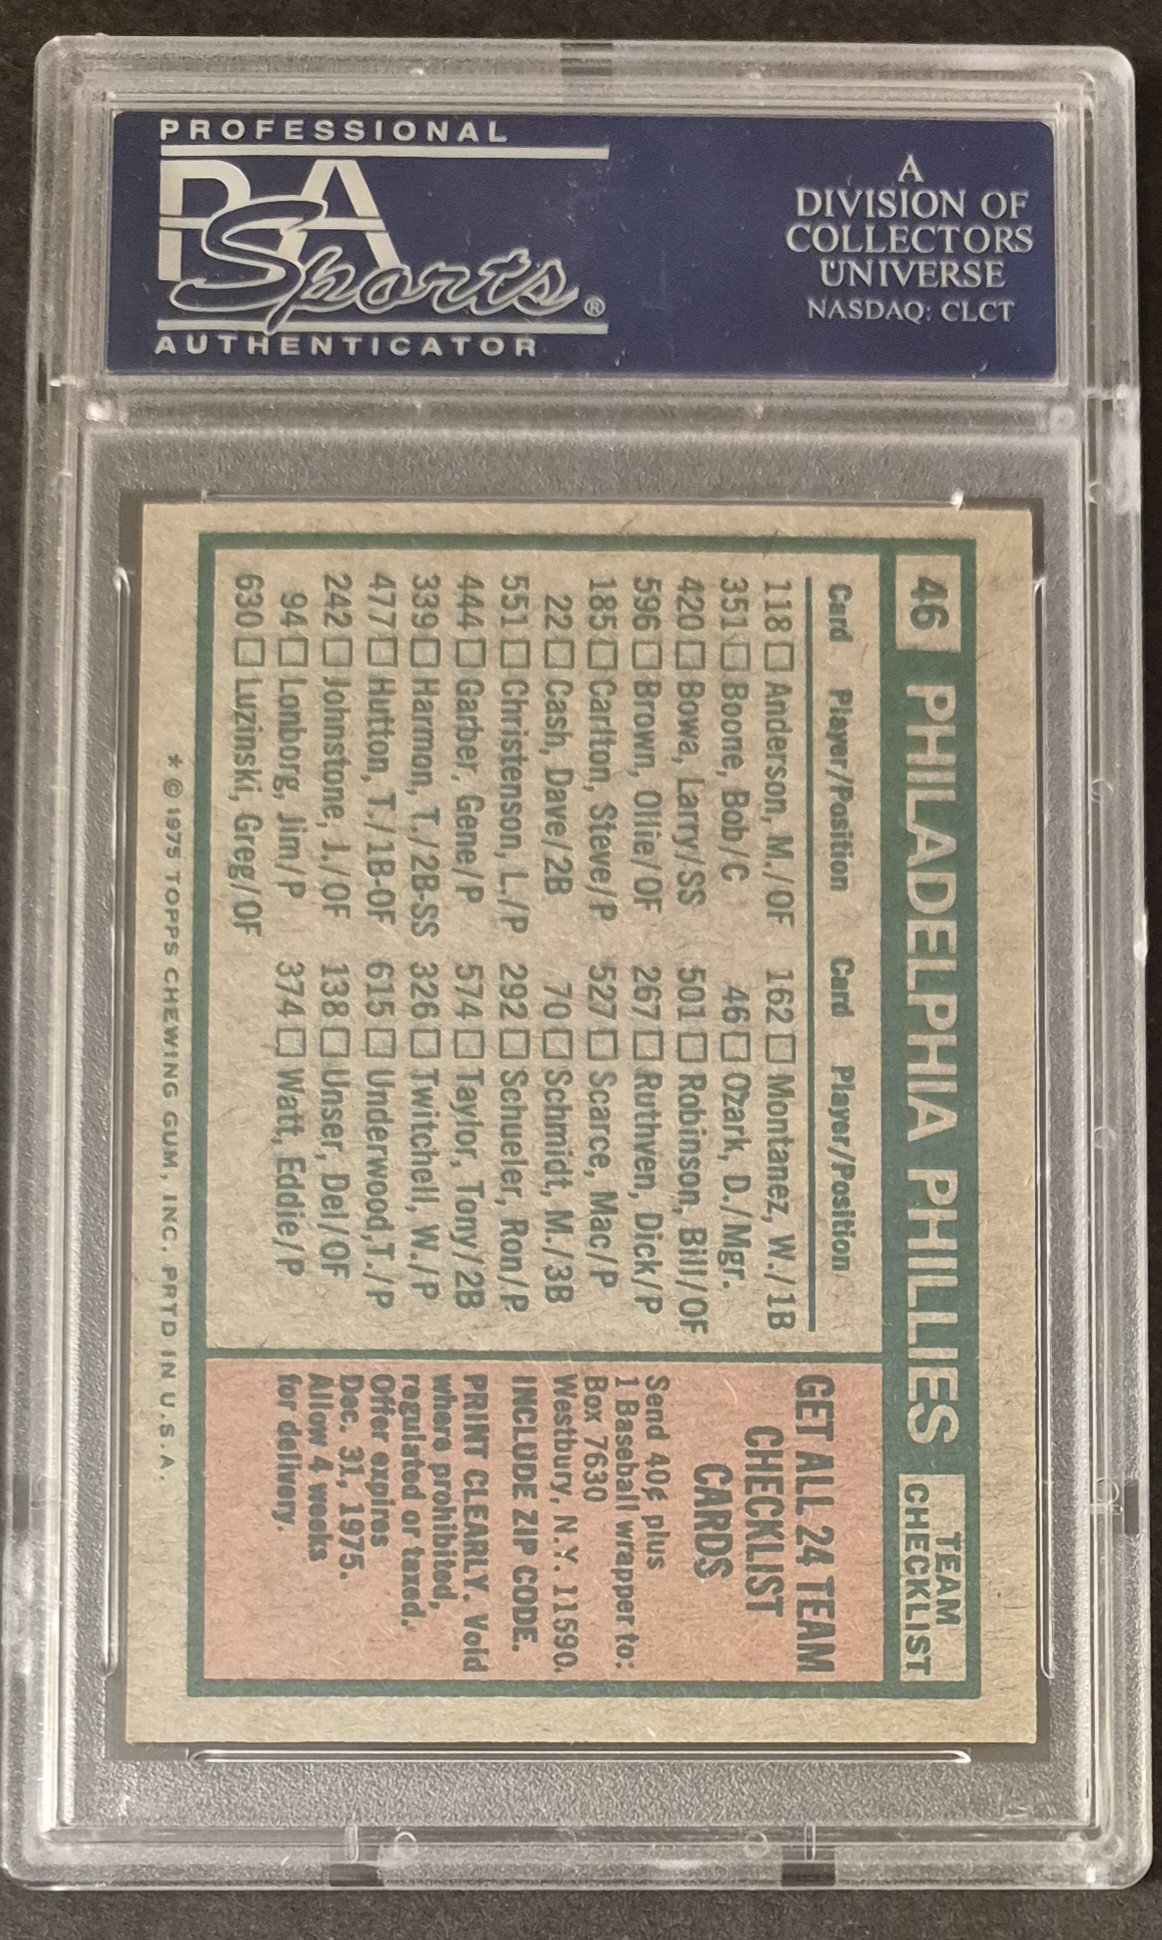 PROFESSIONAL
PSA
Sports®
AUTHENTICATOR
A
DIVISION OF
COLLECTORS
UNIVERSE
NASDAQ: CLCT
46 PHILADELPHIA PHILLIES TEAM CHECKLIST
Card Player/Position Card Player/Position
118 □ Anderson, M./OF 162 □ Montanez, W./1B
351 □ Boone, Bob/C 46 □ Ozark, D./Mgr.
420 □ Bowa, Larry/SS 501 □ Robinson, Bill/OF
596 □ Brown, Ollie/OF 267 □ Ruthven, Dick/P
185 □ Carlton, Steve/P 527 □ Scarce, Mac/P
22 □ Cash, Dave/2B 70 □ Schmidt, M./3B
551 □ Christenson, L./P 292 □ Schueler, Ron/P
444 □ Garber, Gene/P 574 □ Taylor, Tony/2B
339 □ Harmon, T./2B-SS 326 □ Twitchell, W./P
477 □ Hutton, T./1B-OF 615 □ Underwood,T./P
242 □ Johnstone, J./OF 138 □ Unser, Del/OF
94 □ Lonborg, Jim/P 374 □ Watt, Eddie/P
630 □ Luzinski, Greg/OF
GET ALL 24 TEAM
CHECKLIST
CARDS
Send 40¢ plus
1 Baseball wrapper to:
Box 7630
Westbury, N.Y. 11590.
INCLUDE ZIP CODE.
PRINT CLEARLY. Void
where prohibited,
regulated or taxed.
Offer expires
Dec. 31, 1975.
Allow 4 weeks
for delivery.
* © 1975 TOPPS CHEWING GUM, INC. PRTD IN U.S.A.